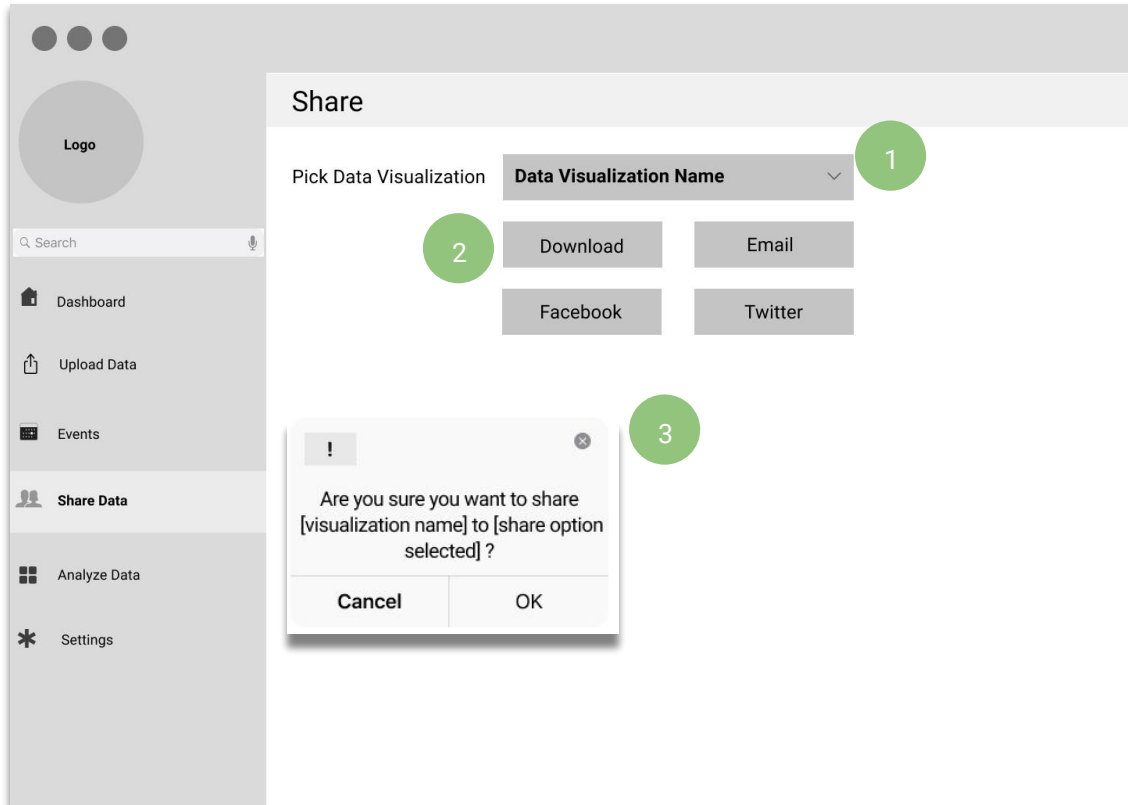 Logo
Search
Dashboard
Upload Data
Events
Share Data
Analyze Data
Settings
Share
Pick Data Visualization
Data Visualization Name
1
2
Download
Email
Facebook
Twitter
3
!
Are you sure you want to share
[visualization name] to [share option
selected] ?
Cancel
OK